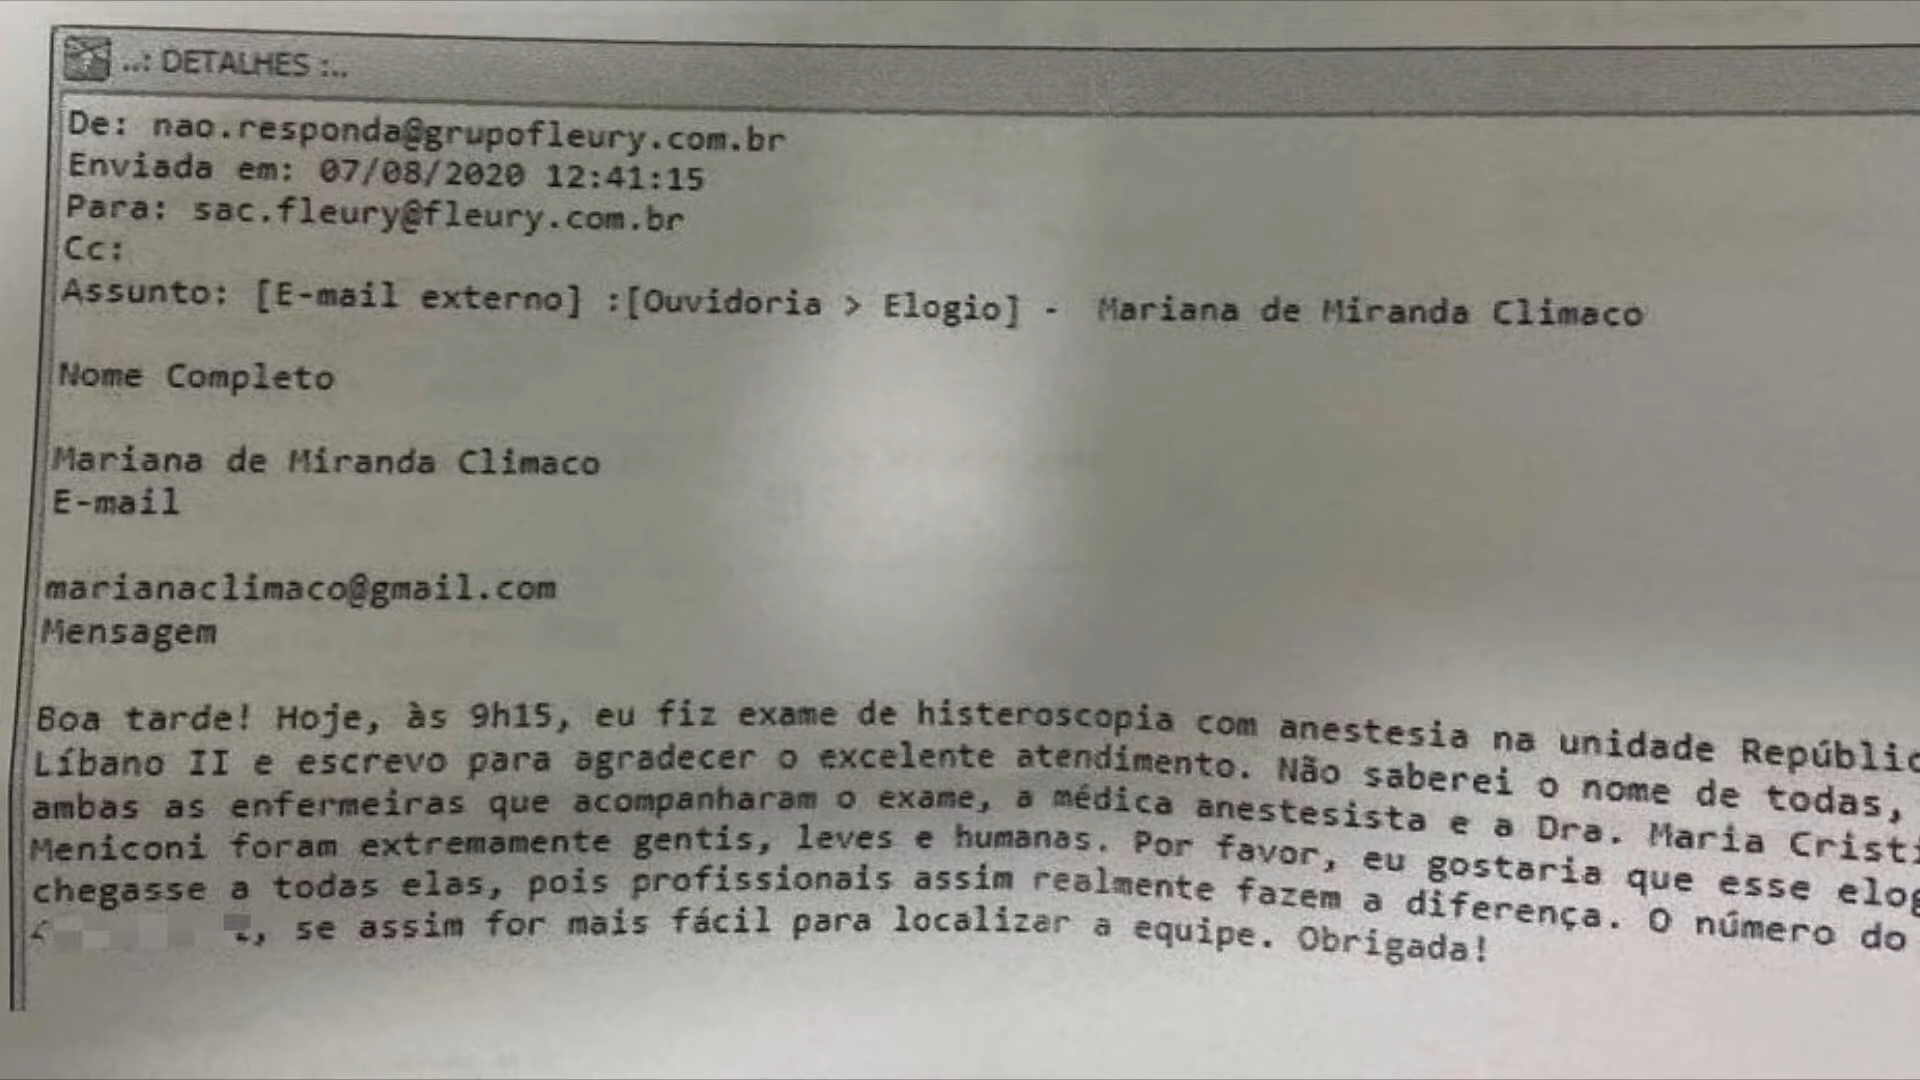 ..: DETALHES :..
De: nao.responda@grupofleury.com.br
Enviada em: 07/08/2020 12:41:15
Para: sac.fleury@fleury.com.br
Cc:
Assunto: [E-mail externo] :[Ouvidoria > Elogio] - Mariana de Miranda Climaco
Nome Completo
Mariana de Miranda Climaco
E-mail
marianaclimaco@gmail.com
Mensagem
Boa tarde! Hoje, às 9h15, eu fiz exame de histeroscopia com anestesia na unidade Repúblic
Líbano II e escrevo para agradecer o excelente atendimento. Não saberei o nome de todas,
ambas as enfermeiras que acompanharam o exame, a médica anestesista e a Dra. Maria Cristi
Meniconi foram extremamente gentis, leves e humanas. Por favor, eu gostaria que esse elog
chegasse a todas elas, pois profissionais assim realmente fazem a diferença. O número do
, se assim for mais fácil para localizar a equipe. Obrigada!